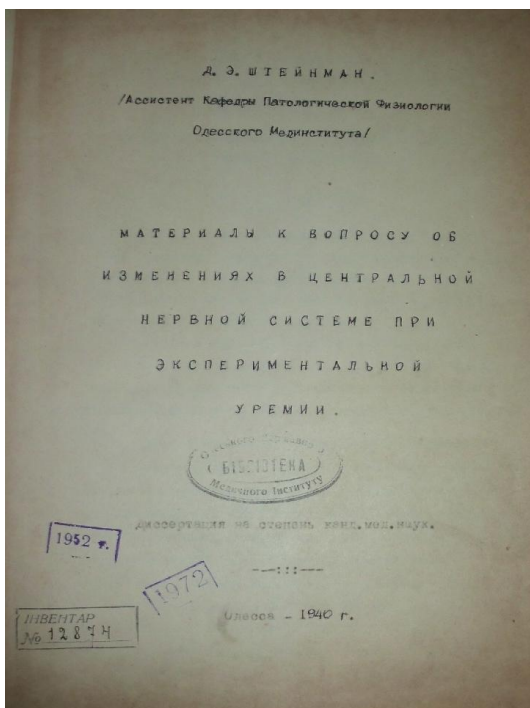 Д. Э. ШТЕЙНМАН.
/Ассистент Кафедры Патологической Физиологии
Одесского Мединститута/
МАТЕРИАЛЫ К ВОПРОСУ ОБ
ИЗМЕНЕНИЯХ В ЦЕНТРАЛЬНОЙ
НЕРВНОЙ СИСТЕМЕ ПРИ
ЭКСПЕРИМЕНТАЛЬНОЙ
УРЕМИИ.
БІБЛІОТЕКА
Медичного Інституту
Диссертация на степень канд. мед. наук.
1952 г.
1972
Одесса - 1940 г.
ІНВЕНТАР
№ 12874